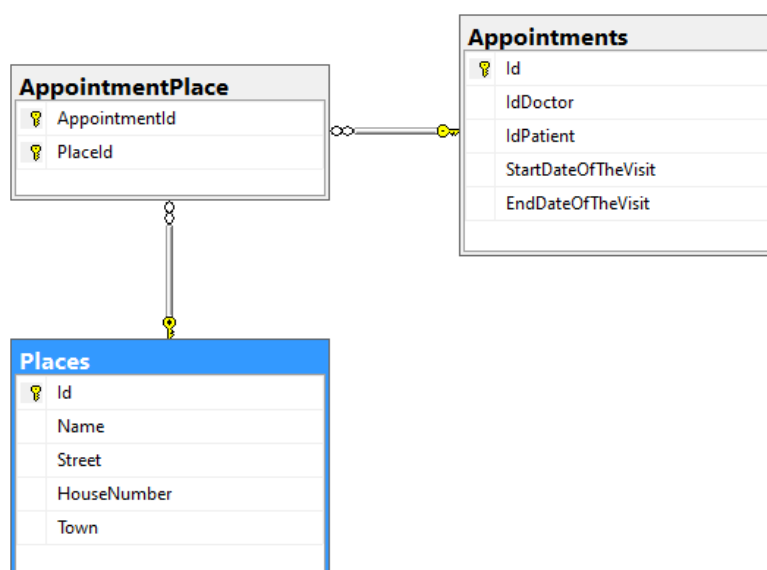 Appointments
Id
IdDoctor
IdPatient
StartDateOfTheVisit
EndDateOfTheVisit
AppointmentPlace
AppointmentId
PlaceId
Places
Id
Name
Street
HouseNumber
Town